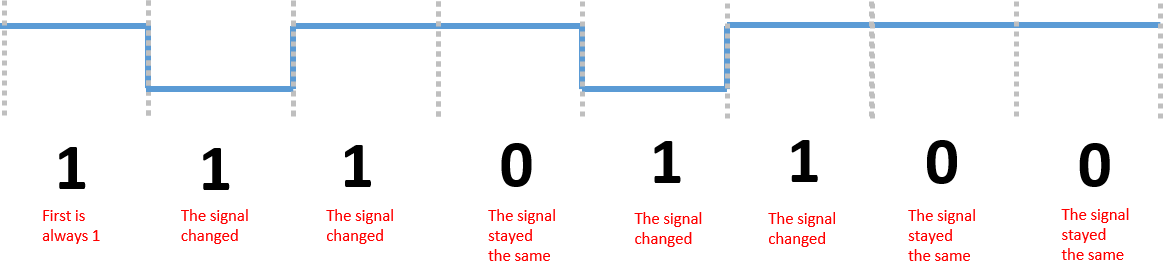 1 1 1 0 1 1 0 0
First is
always 1
The signal
changed
The signal
changed
The signal
stayed
the same
The signal
changed
The signal
changed
The signal
stayed
the same
The signal
stayed
the same